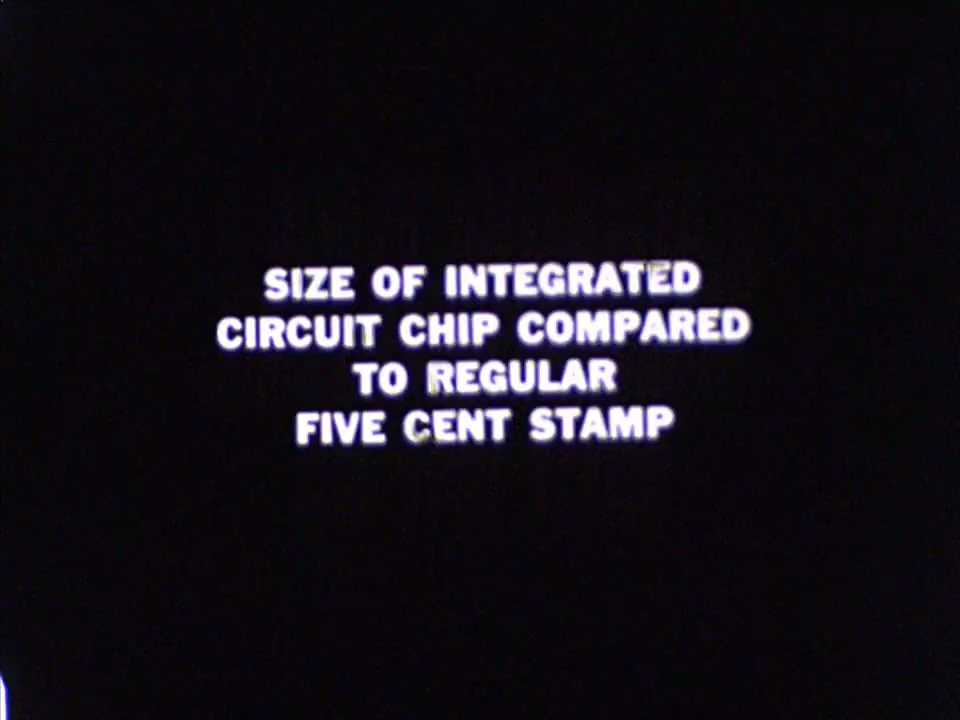 SIZE OF INTEGRATED
CIRCUIT CHIP COMPARED
TO REGULAR
FIVE CENT STAMP